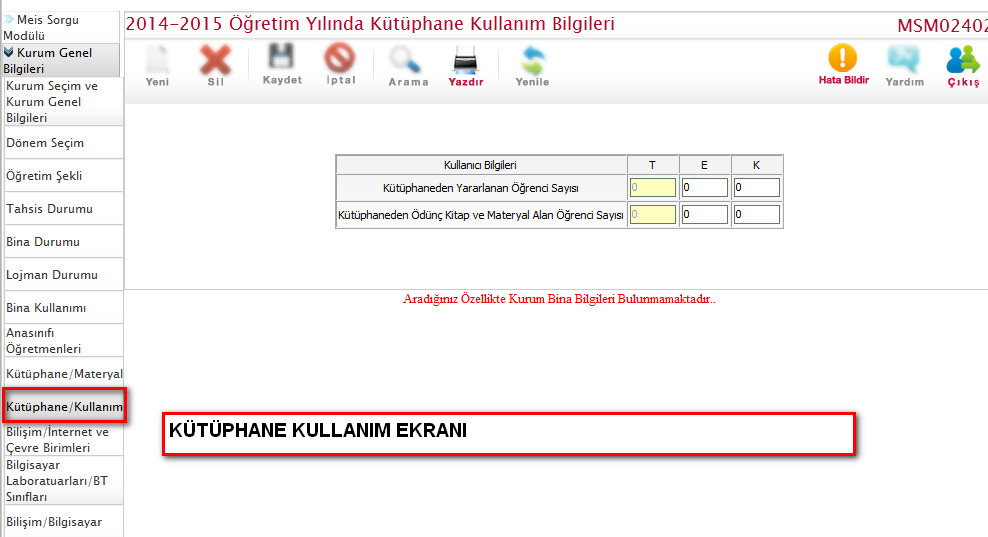 Meis Sorgu
Modülü
Kurum Genel
Bilgileri
Kurum Seçim ve
Kurum Genel
Bilgileri
Dönem Seçim
Öğretim Şekli
Tahsis Durumu
Bina Durumu
Lojman Durumu
Bina Kullanımı
Anasınıfı
Öğretmenleri
Kütüphane/Materyal
Kütüphane/Kullanım
Bilişim/İnternet ve
Çevre Birimleri
Bilgisayar
Laboratuarları/BT
Sınıfları
Bilişim/Bilgisayar
2014-2015 Öğretim Yılında Kütüphane Kullanım Bilgileri MSM02402
Yeni Sil Kaydet İptal Arama Yazdır Yenile Hata Bildir Yardım Çıkış
Kullanıcı Bilgileri T E K
Kütüphaneden Yararlanan Öğrenci Sayısı 0 0 0
Kütüphaneden Ödünç Kitap ve Materyal Alan Öğrenci Sayısı 0 0 0
Aradığınız Özellikte Kurum Bina Bilgileri Bulunmamaktadır..
KÜTÜPHANE KULLANIM EKRANI